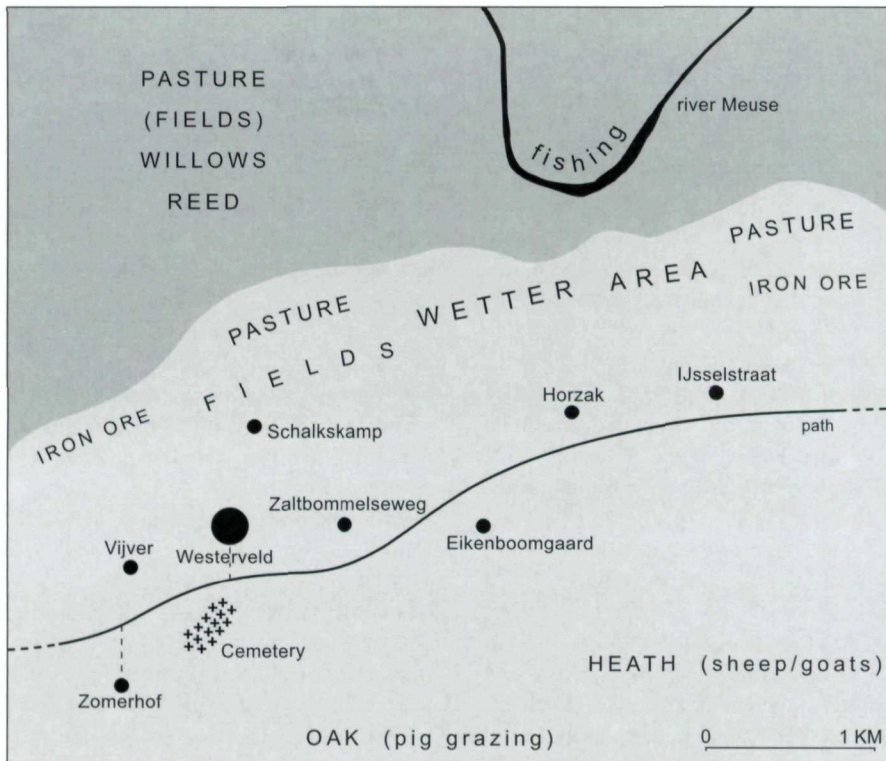 PASTURE
(FIELDS)
WILLOWS
REED
fishing
river Meuse
PASTURE
IRON ORE
WETTER AREA
PASTURE
FIELDS
IRON ORE
IJsselstraat
Horzak
path
Schalkskamp
Zaltbommelseweg
Eikenboomgaard
Westerveld
Vijver
Cemetery
Zomerhof
HEATH (sheep/goats)
OAK (pig grazing)
0 1 KM